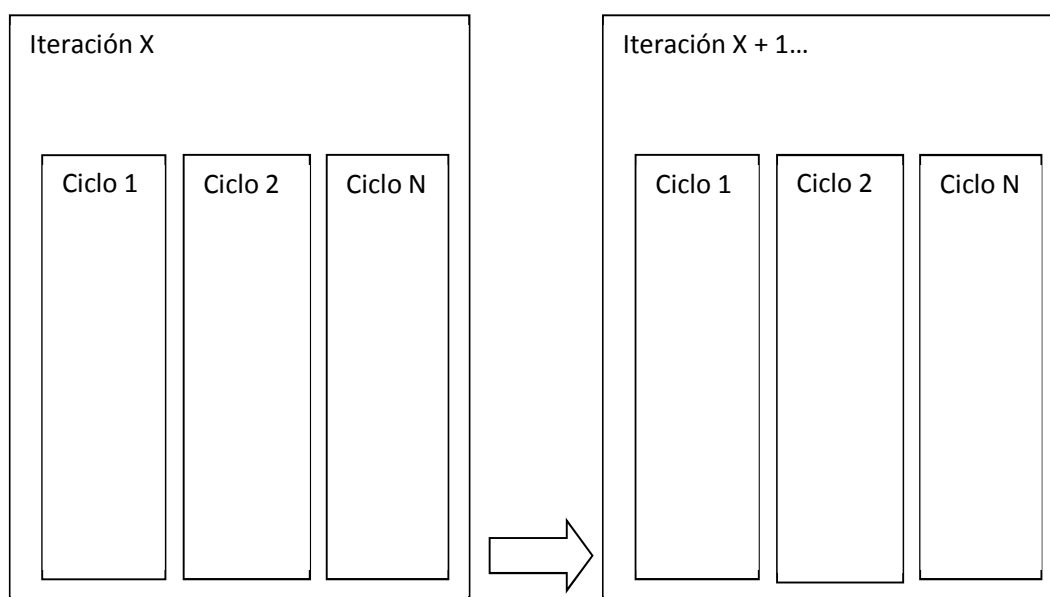 Iteración X
Ciclo 1
Ciclo 2
Ciclo N
Iteración X + 1...
Ciclo 1
Ciclo 2
Ciclo N